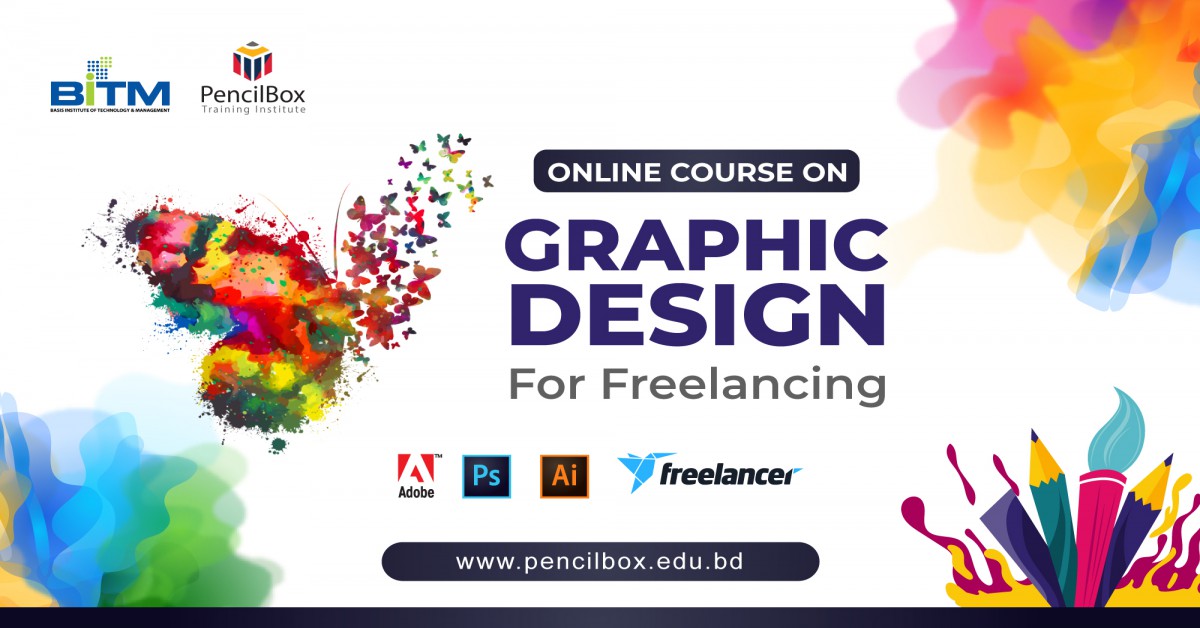 BiTM
BASIS INSTITUTE OF TECHNOLOGY & MANAGEMENT
PencilBox
Training Institute
ONLINE COURSE ON
GRAPHIC
DESIGN
For Freelancing
Adobe™
Ps
Ai
freelancer
www.pencilbox.edu.bd